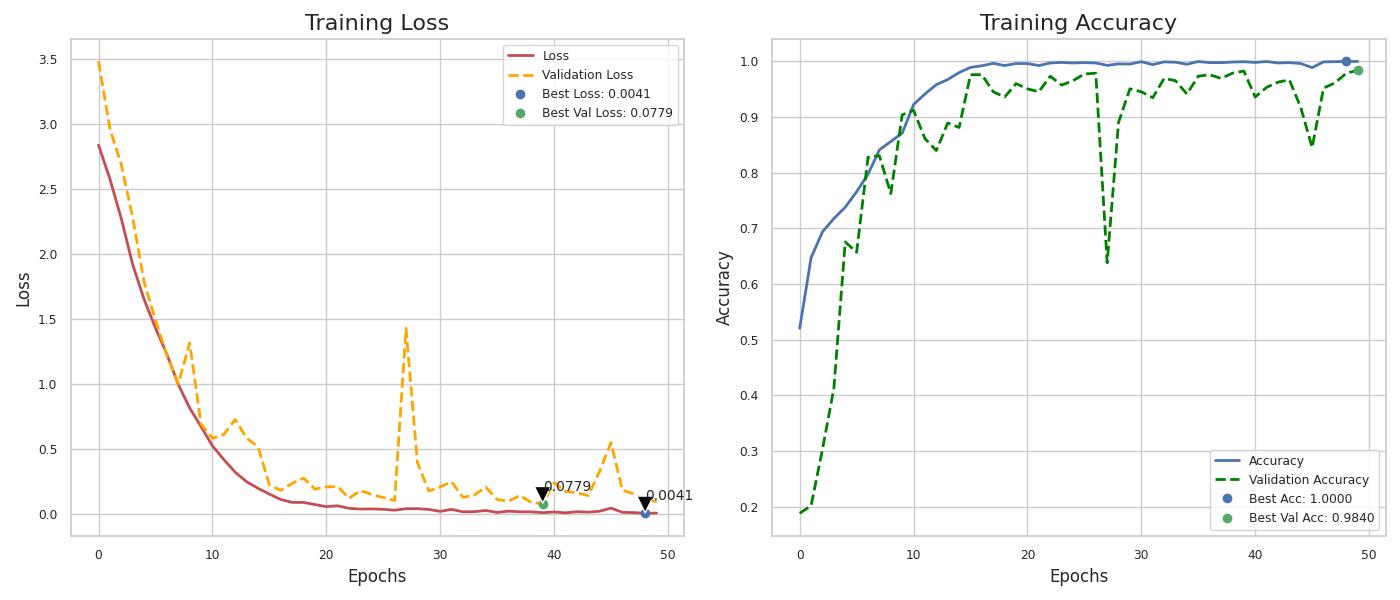 Training Loss
3.5
3.0
2.5
2.0
1.5
1.0
0.5
0.0
Loss
Loss
Validation Loss
Best Loss: 0.0041
Best Val Loss: 0.0779
0.0779
0.0041
0 10 20 30 40 50
Epochs
Training Accuracy
1.0
0.9
0.8
0.7
0.6
0.5
0.4
0.3
0.2
Accuracy
Accuracy
Validation Accuracy
Best Acc: 1.0000
Best Val Acc: 0.9840
0 10 20 30 40 50
Epochs